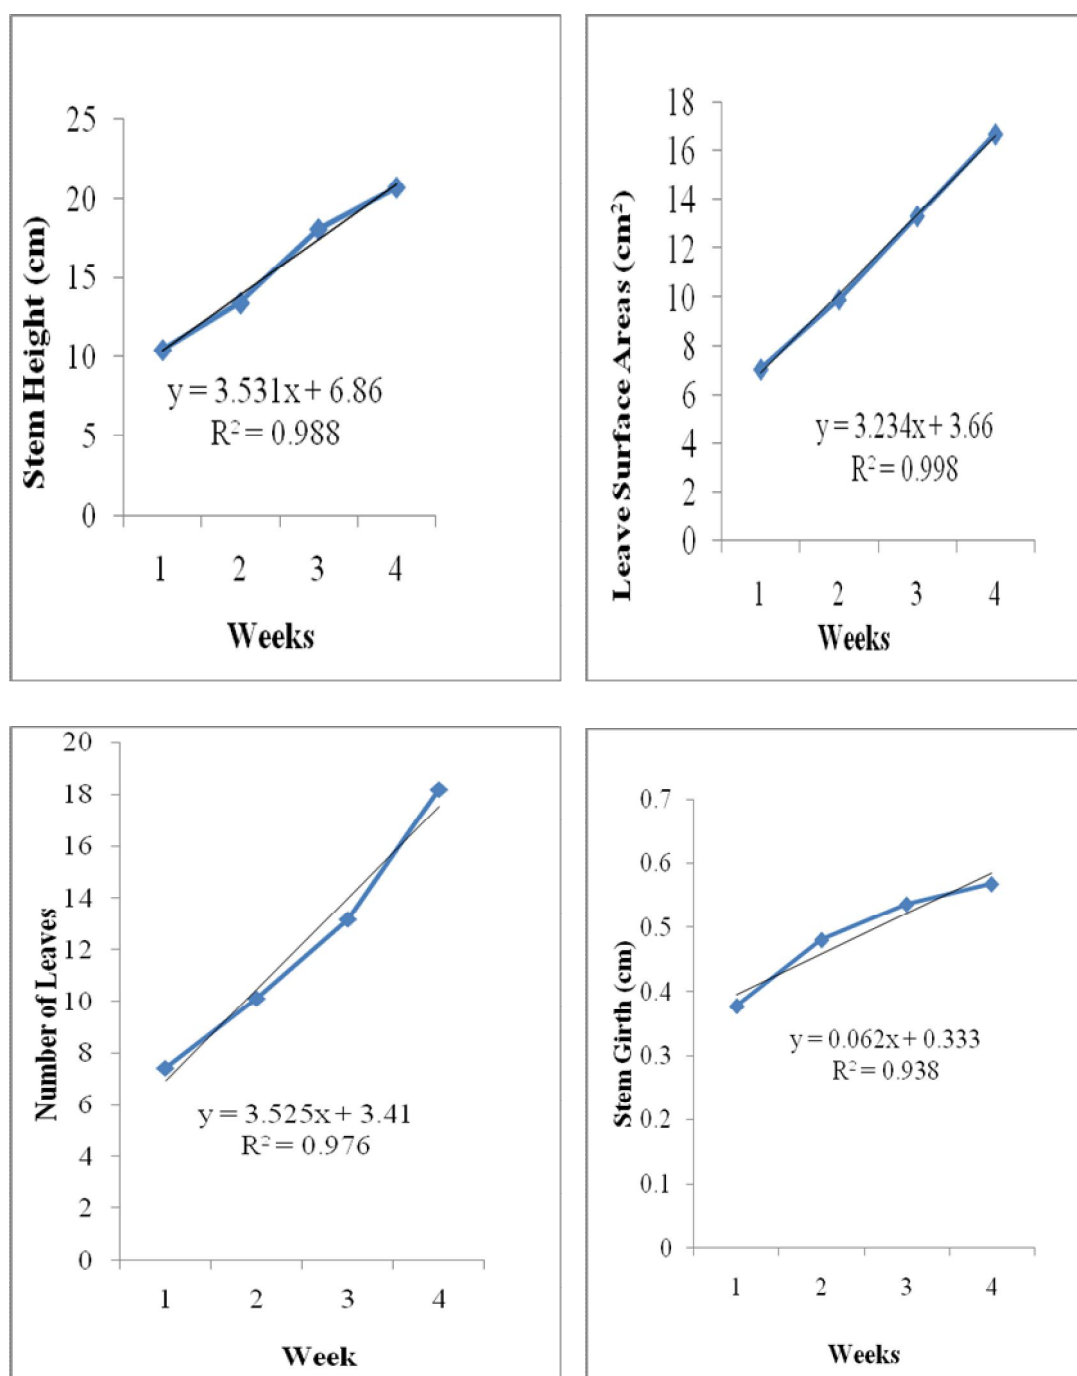 Stem Height (cm)
25
20
15
10
5
0
y = 3.531x + 6.86
R² = 0.988
1 2 3 4
Weeks
Leave Surface Areas (cm²)
18
16
14
12
10
8
6
4
2
0
y = 3.234x + 3.66
R² = 0.998
1 2 3 4
Weeks
Number of Leaves
20
18
16
14
12
10
8
6
4
2
0
y = 3.525x + 3.41
R² = 0.976
1 2 3 4
Week
Stem Girth (cm)
0.7
0.6
0.5
0.4
0.3
0.2
0.1
0
y = 0.062x + 0.333
R² = 0.938
1 2 3 4
Weeks